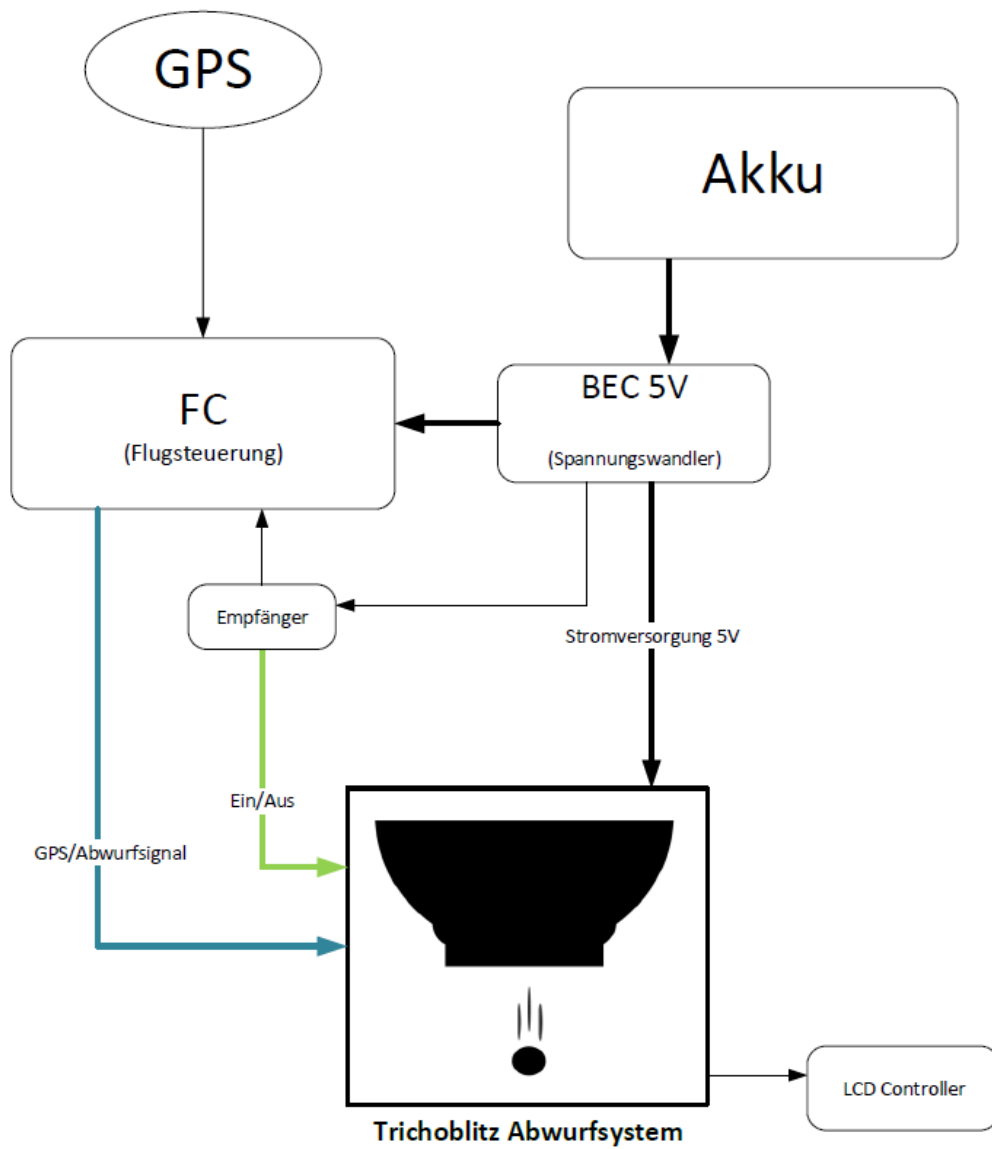 GPS
Akku
FC
(Flugsteuerung)
BEC 5V
(Spannungswandler)
Empfänger
Stromversorgung 5V
Ein/Aus
GPS/Abwurfsignal
LCD Controller
Trichoblitz Abwurfsystem